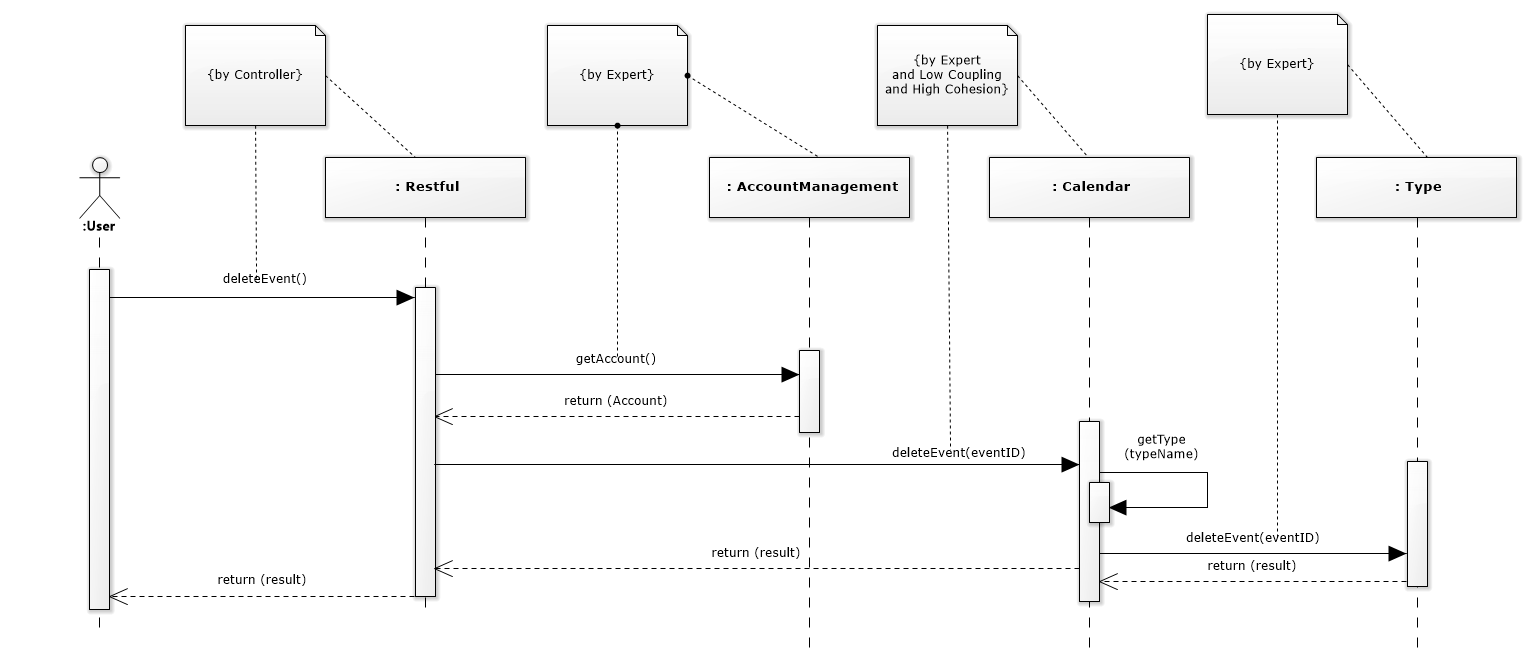 {by Controller}
{by Expert}
{by Expert
and Low Coupling
and High Cohesion}
{by Expert}
:User
: Restful
: AccountManagement
: Calendar
: Type
deleteEvent()
getAccount()
return (Account)
deleteEvent(eventID)
getType
(typeName)
deleteEvent(eventID)
return (result)
return (result)
return (result)